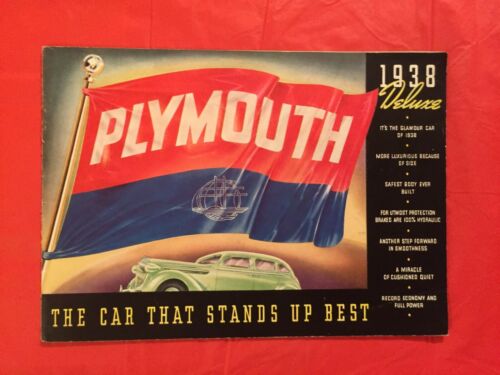 PLYMOUTH
1938
Deluxe
IT'S THE GLAMOUR CAR
OF 1938
MORE LUXURIOUS BECAUSE
OF SIZE
SAFEST BODY EVER
BUILT
FOR UTMOST PROTECTION
BRAKES ARE 100% HYDRAULIC
ANOTHER STEP FORWARD
IN SMOOTHNESS
A MIRACLE
OF CUSHIONED QUIET
RECORD ECONOMY AND
FULL POWER
THE CAR THAT STANDS UP BEST